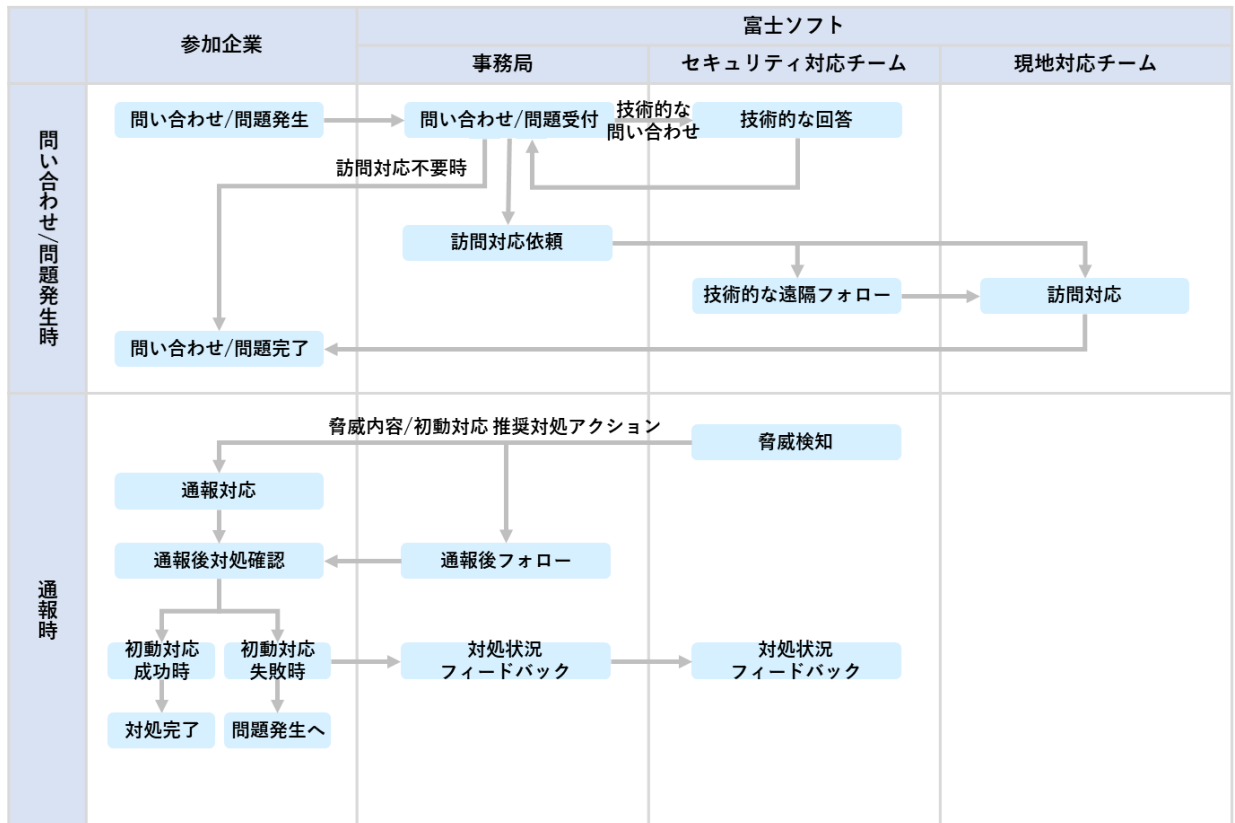 参加企業
富士ソフト
事務局
セキュリティ対応チーム
現地対応チーム
問い合わせ/問題発生時
問い合わせ/問題発生
問い合わせ/問題受付
技術的な
問い合わせ
技術的な回答
訪問対応不要時
訪問対応依頼
技術的な遠隔フォロー
訪問対応
問い合わせ/問題完了
通報時
脅威内容/初動対応 推奨対処アクション
脅威検知
通報対応
通報後対処確認
通報後フォロー
初動対応
成功時
初動対応
失敗時
対処状況
フィードバック
対処状況
フィードバック
対処完了
問題発生へ